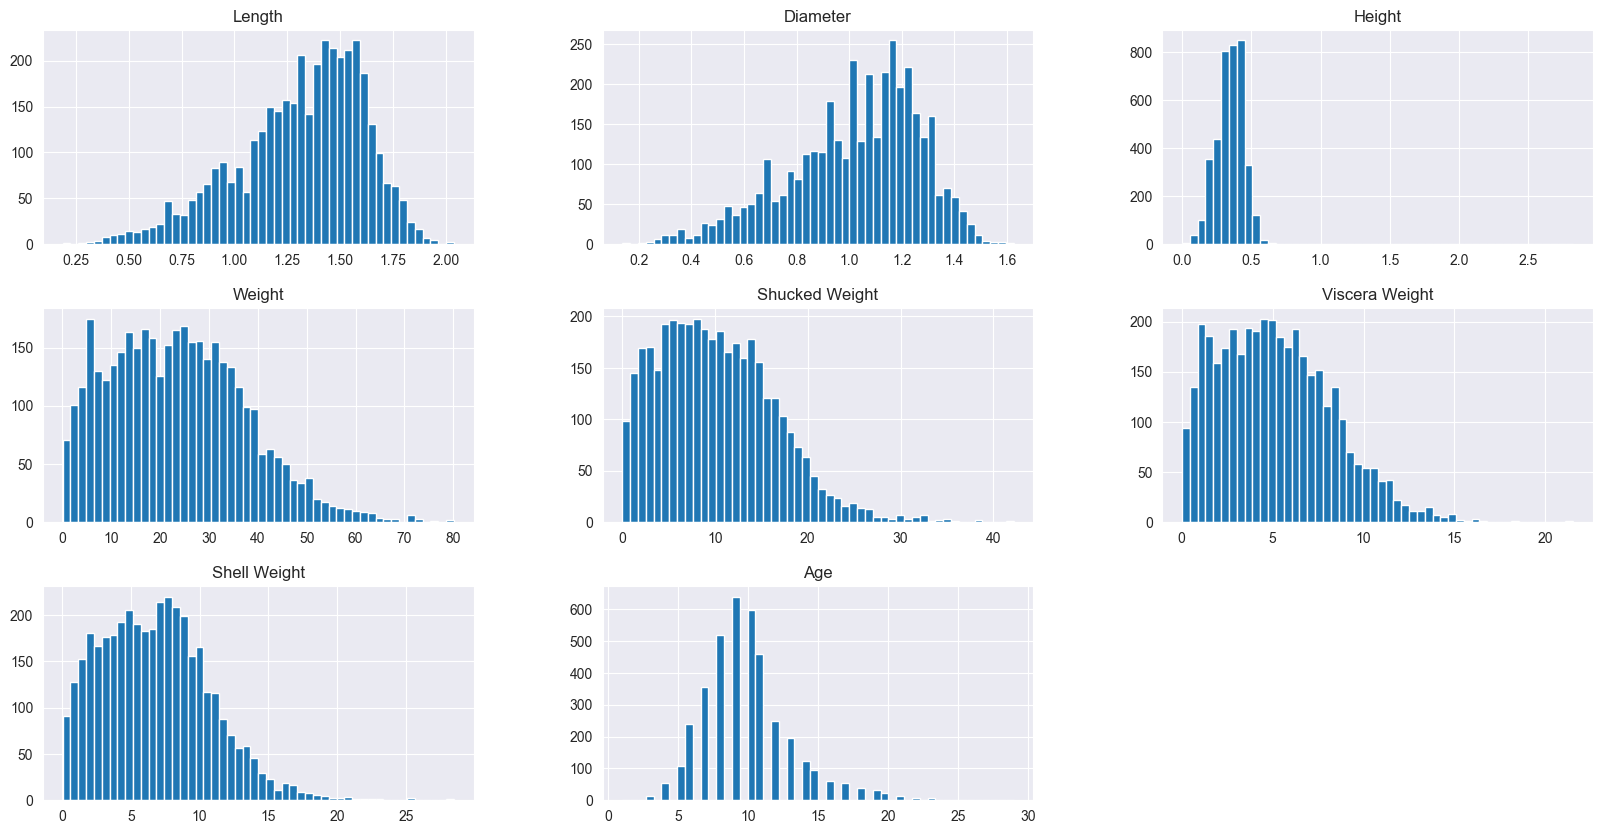 Length
Diameter
Height
200
150
100
50
0
0.25 0.50 0.75 1.00 1.25 1.50 1.75 2.00
250
200
150
100
50
0
0.2 0.4 0.6 0.8 1.0 1.2 1.4 1.6
800
600
400
200
0
0.0 0.5 1.0 1.5 2.0 2.5
Weight
Shucked Weight
Viscera Weight
150
100
50
0
0 10 20 30 40 50 60 70 80
200
150
100
50
0
0 10 20 30 40
200
150
100
50
0
0 5 10 15 20
Shell Weight
Age
200
150
100
50
0
0 5 10 15 20 25
600
500
400
300
200
100
0
0 5 10 15 20 25 30